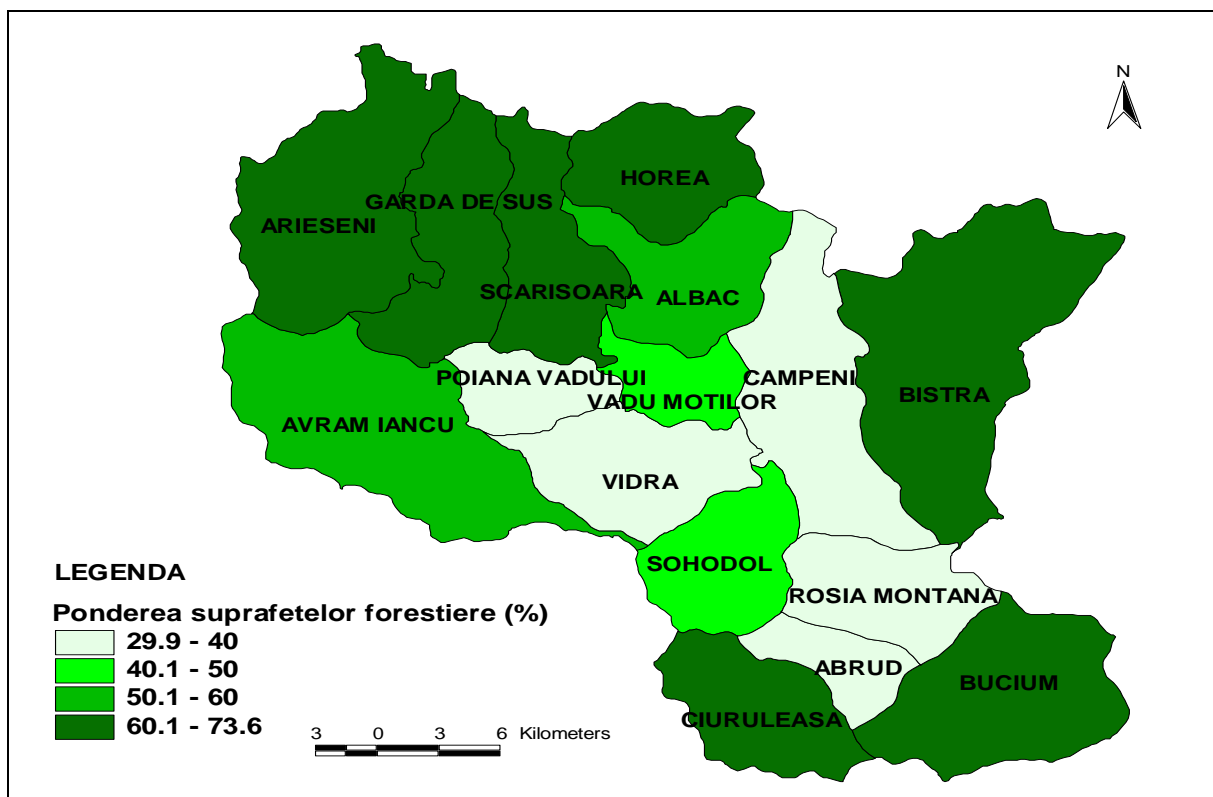 N
HOREA
GARDA DE SUS
ARIESENI
SCARISOARA
ALBAC
POIANA VADULUI
CAMPENI
VADU MOTILOR
BISTRA
AVRAM IANCU
VIDRA
SOHODOL
ROSIA MONTANA
ABRUD
BUCIUM
CIURULEASA
LEGENDA
Ponderea suprafetelor forestiere (%)
29.9 - 40
40.1 - 50
50.1 - 60
60.1 - 73.6
3 0 3 6 Kilometers